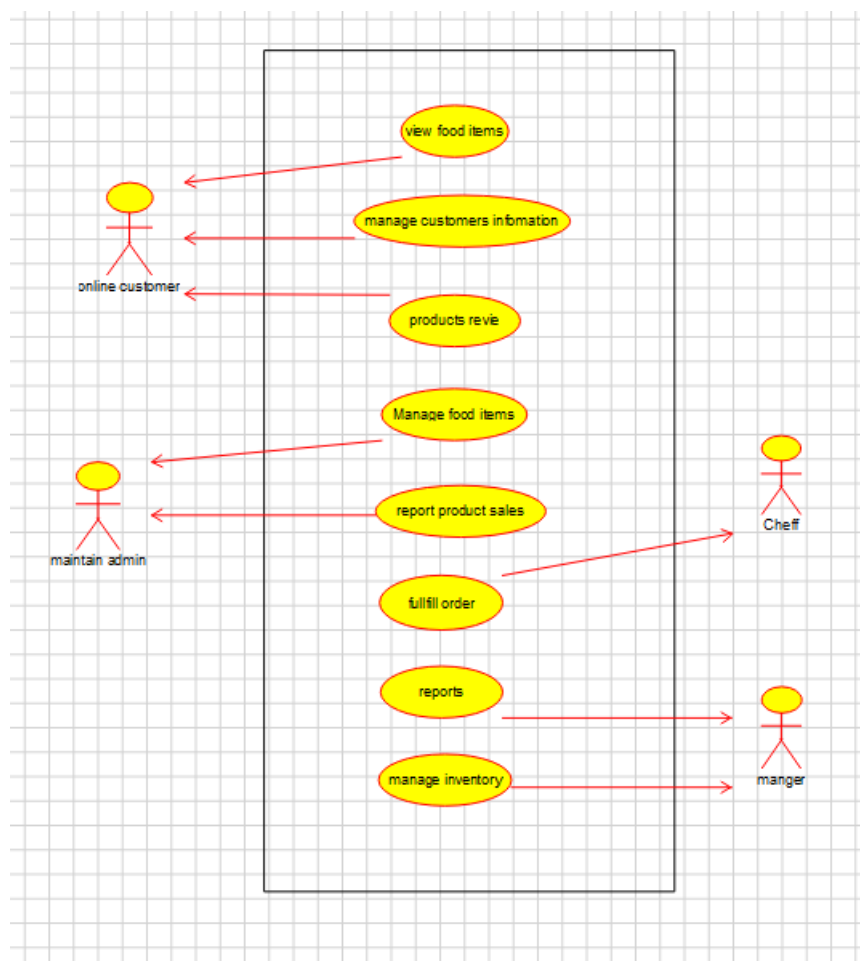 view food items
manage customers infomation
online customer
products revie
Manage food items
report product sales
Cheff
maintain admin
fullfill order
reports
manage inventory
manger